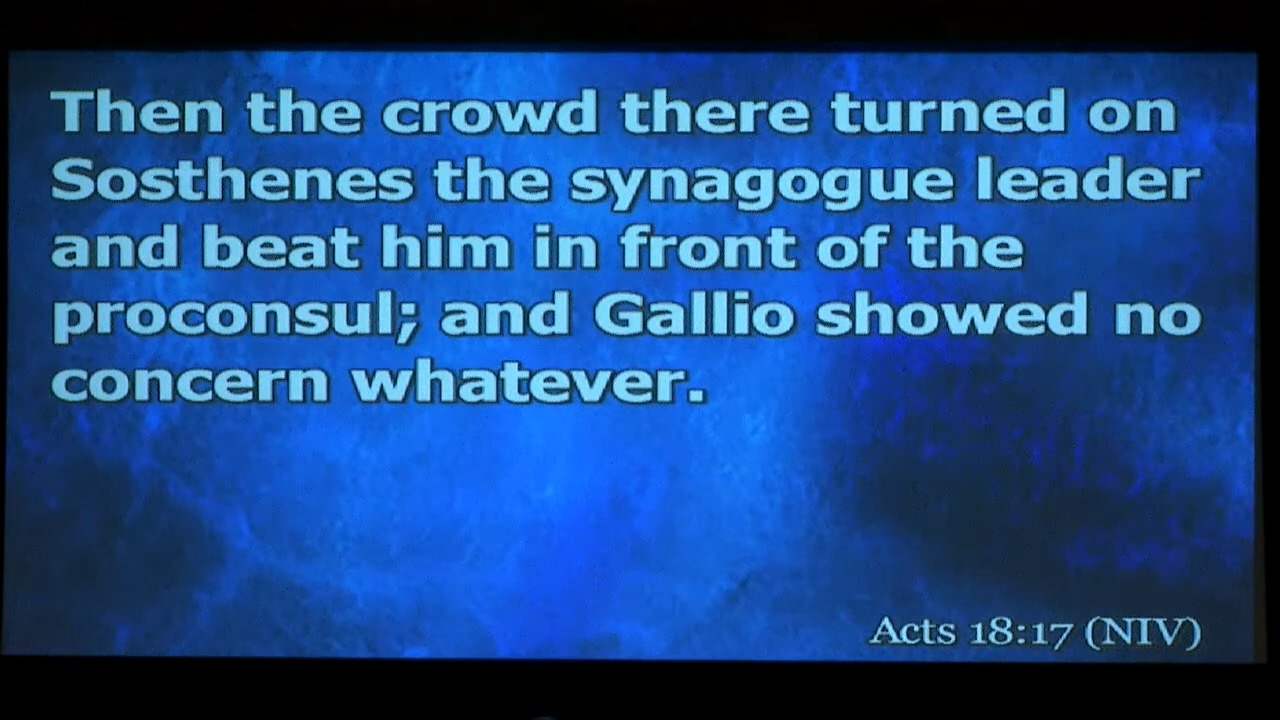 Then the crowd there turned on
Sosthenes the synagogue leader
and beat him in front of the
proconsul; and Gallio showed no
concern whatever.
Acts 18:17 (NIV)